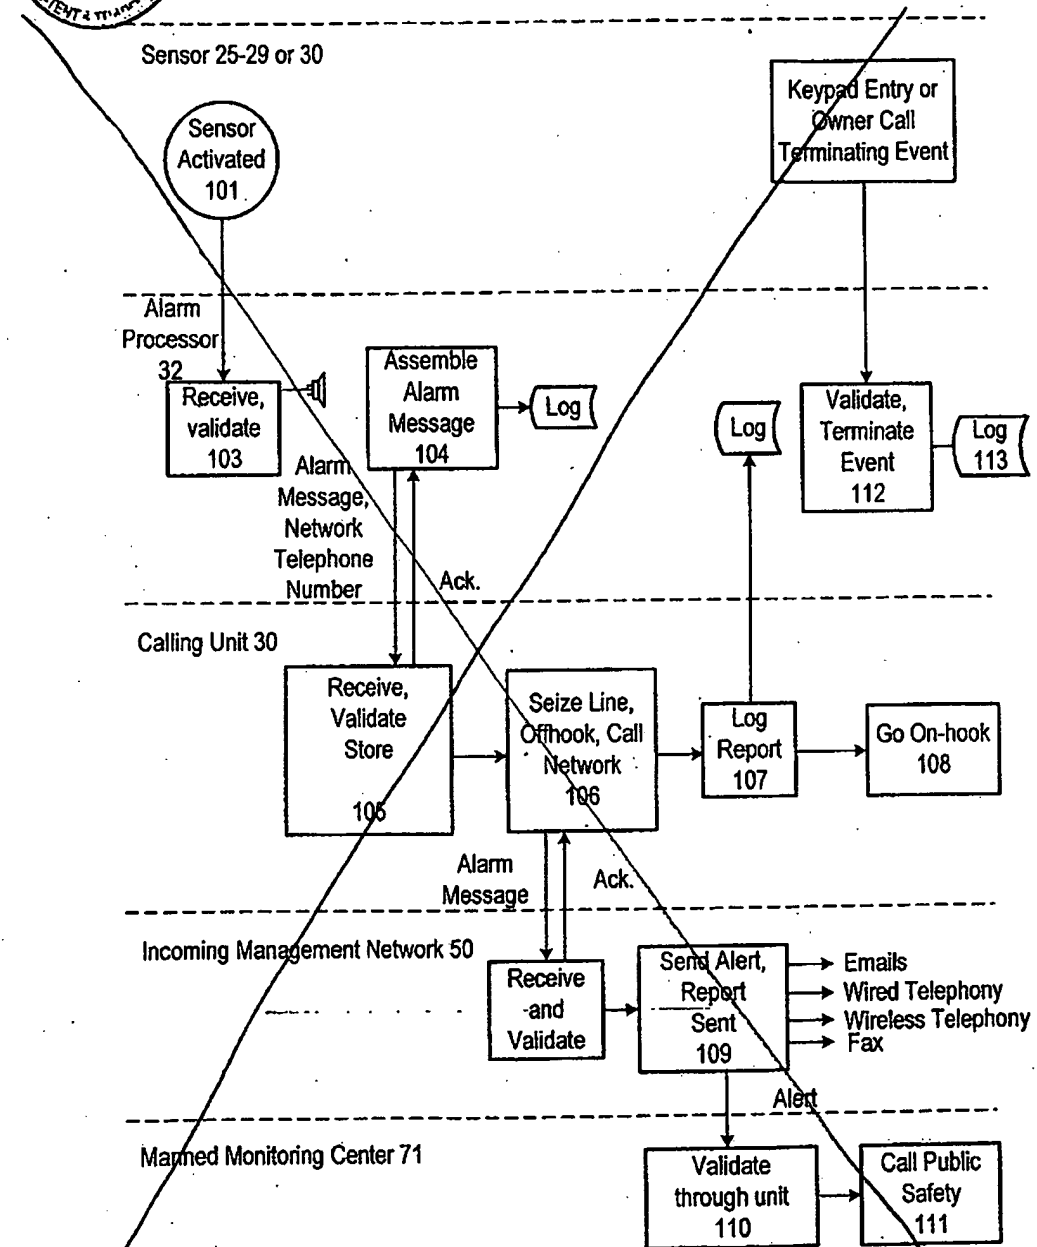 Sensor 25-29 or 30
Sensor
Activated
101
Keypad Entry or
Owner Call
Terminating Event
Alarm
Processor
32
Receive,
validate
103
Assemble
Alarm
Message
104
Log
Log
Validate,
Terminate
Event
112
Log
113
Alarm
Message,
Network
Telephone
Number
Ack.
Calling Unit 30
Receive,
Validate
Store
105
Seize Line,
Offhook, Call
Network
106
Log
Report
107
Go On-hook
108
Alarm
Message
Ack.
Incoming Management Network 50
Receive
and
Validate
Send Alert,
Report
Sent
109
Emails
Wired Telephony
Wireless Telephony
Fax
Alert
Manned Monitoring Center 71
Validate
through unit
110
Call Public
Safety
111